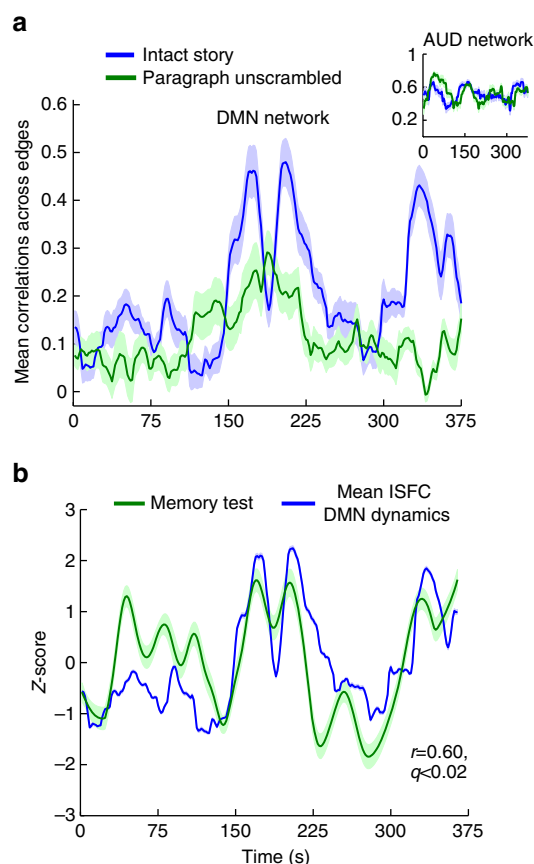 a
Intact story
Paragraph unscrambled
AUD network
1
0.6
0.2
0 150 300
DMN network
Mean correlations across edges
0.6
0.5
0.4
0.3
0.2
0.1
0
0 75 150 225 300 375
b
Memory test
Mean ISFC
DMN dynamics
Z-score
3
2
1
0
–1
–2
–3
r=0.60,
q<0.02
0 75 150 225 300 375
Time (s)